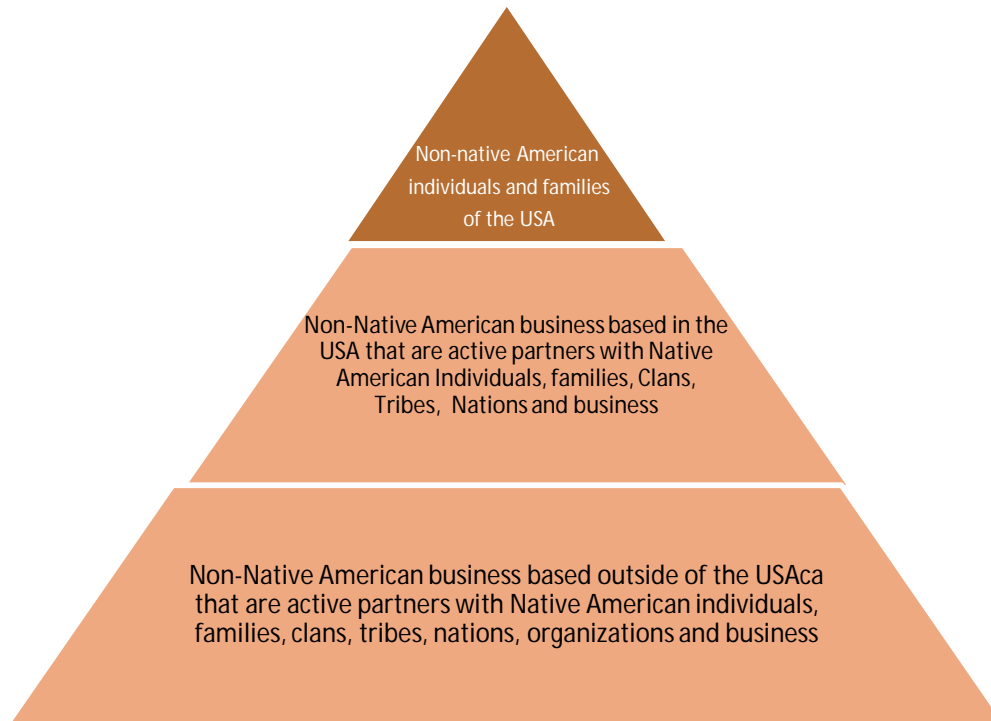 Non-native American
individuals and families
of the USA
Non-Native American business based in the
USA that are active partners with Native
American Individuals, families, Clans,
Tribes, Nations and business
Non-Native American business based outside of the USAca
that are active partners with Native American individuals,
families, clans, tribes, nations, organizations and business